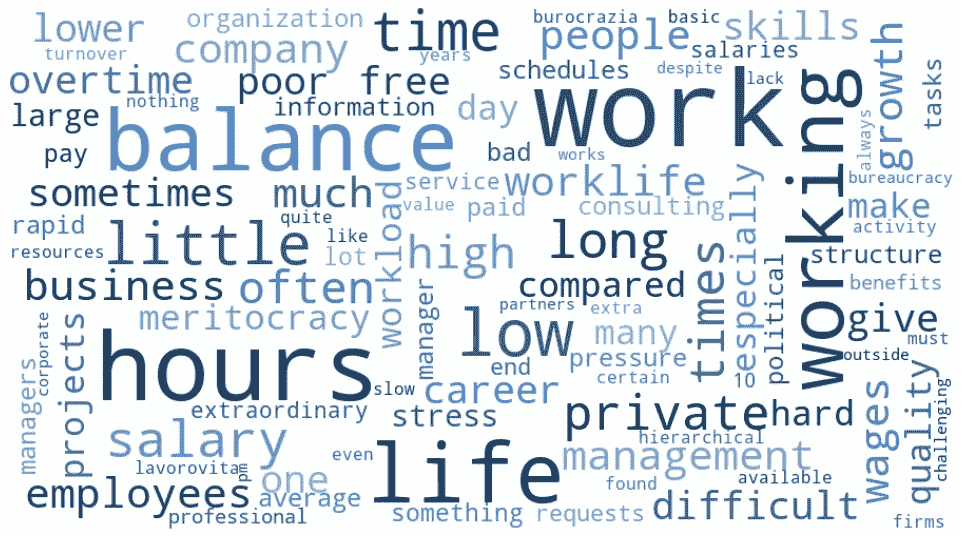 lower
organization
time
burocrazia
basic
skills
turnover
company
years
people
salaries
growth
overtime
poor
free
schedules
despite
work
lack
working
tasks
large
nothing
information
day
always
balance
pay
bad
works
bureaucracy
sometimes
much
service
worklife
especially
make
rapid
quite
value
paid
consulting
activity
resources
little
like
lot
workload
high
long
times
structure
business
often
compared
political
benefits
meritocracy
manager
partners
extra
low
many
give
corporate
projects
hours
pressure
must
end
certain
10
outside
managers
slow
career
wages
quality
challenging
extraordinary
stress
private
hard
salary
hierarchical
lavorovita
pm
even
life
management
employees
one
average
found
available
professional
something
requests
difficult
firms